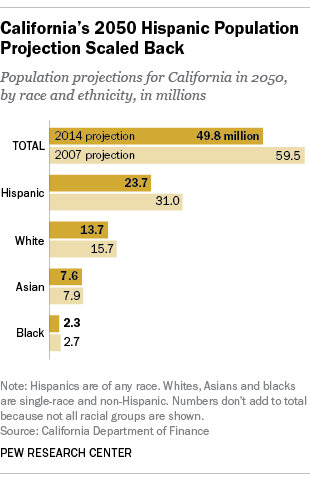 California's 2050 Hispanic Population
Projection Scaled Back
Population projections for California in 2050,
by race and ethnicity, in millions
TOTAL
2014 projection 49.8 million
2007 projection 59.5
Hispanic
23.7
31.0
White
13.7
15.7
Asian
7.6
7.9
Black
2.3
2.7
Note: Hispanics are of any race. Whites, Asians and blacks
are single-race and non-Hispanic. Numbers don't add to total
because not all racial groups are shown.
Source: California Department of Finance
PEW RESEARCH CENTER